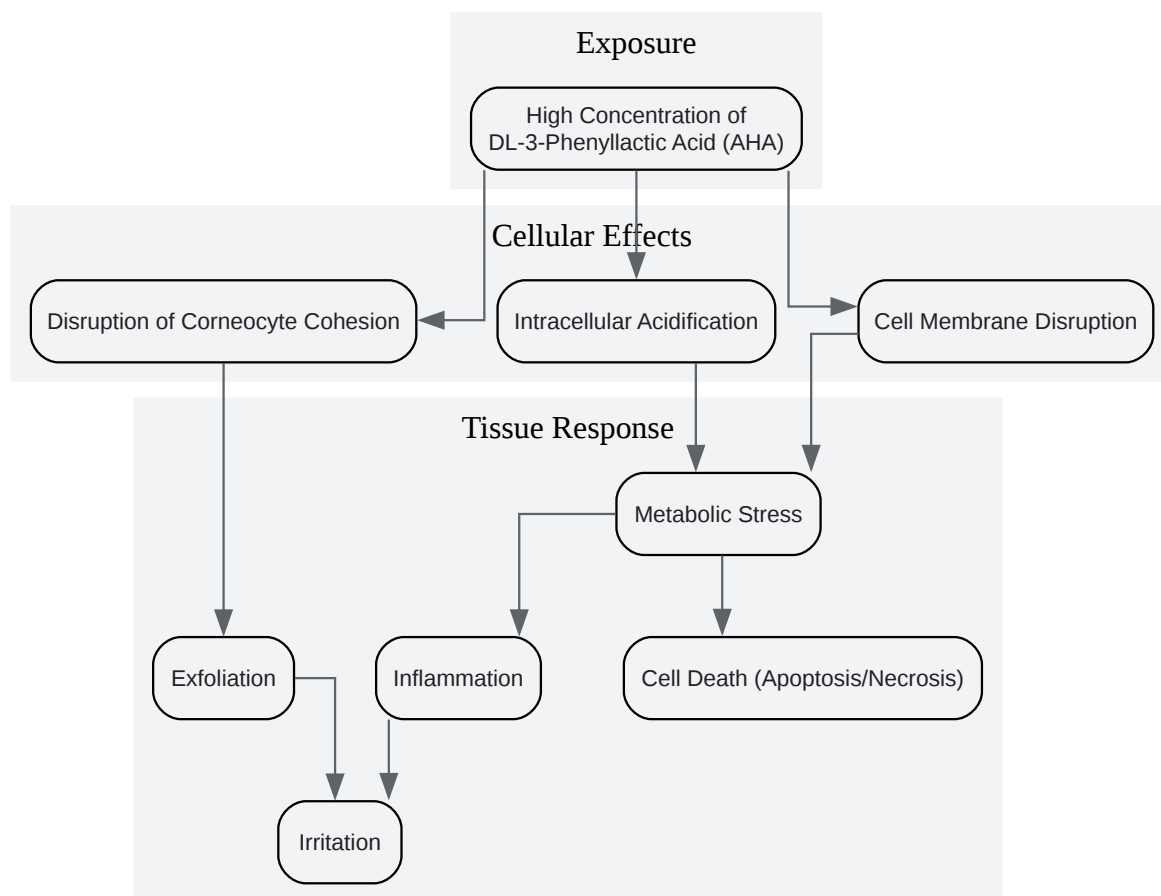 Exposure
High Concentration of
DL-3-Phenyllactic Acid (AHA)
Cellular Effects
Disruption of Corneocyte Cohesion
Intracellular Acidification
Cell Membrane Disruption
Tissue Response
Metabolic Stress
Exfoliation
Inflammation
Cell Death (Apoptosis/Necrosis)
Irritation